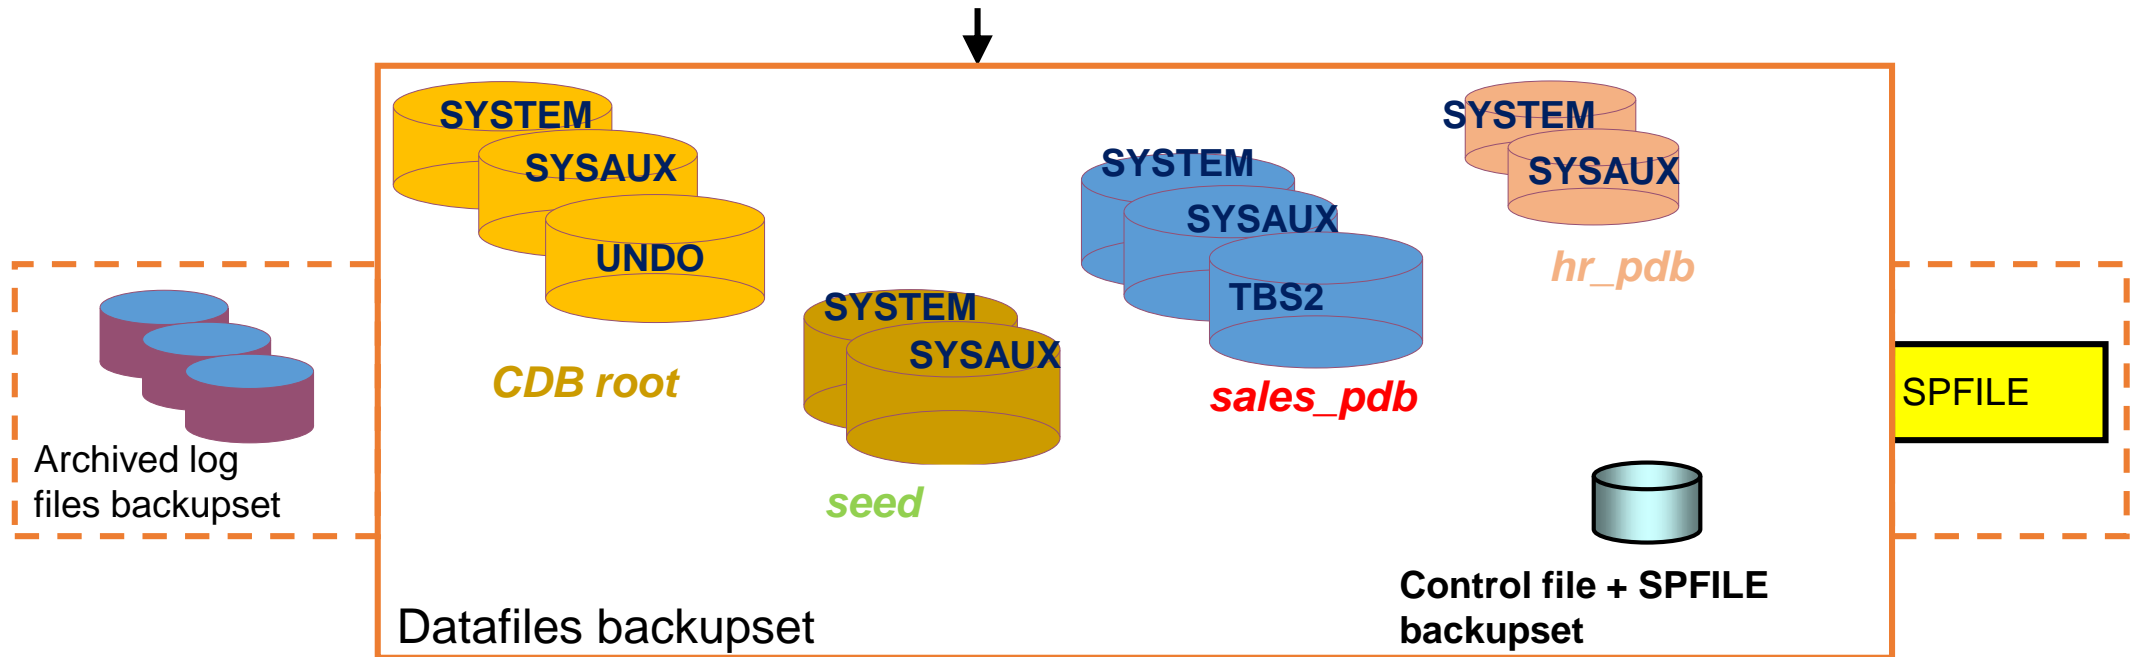 SYSTEM
SYSAUX
UNDO
CDB root
SYSTEM
SYSAUX
seed
SYSTEM
SYSAUX
TBS2
sales_pdb
SYSTEM
SYSAUX
hr_pdb
Archived log
files backupset
SPFILE
Control file + SPFILE
backupset
Datafiles backupset